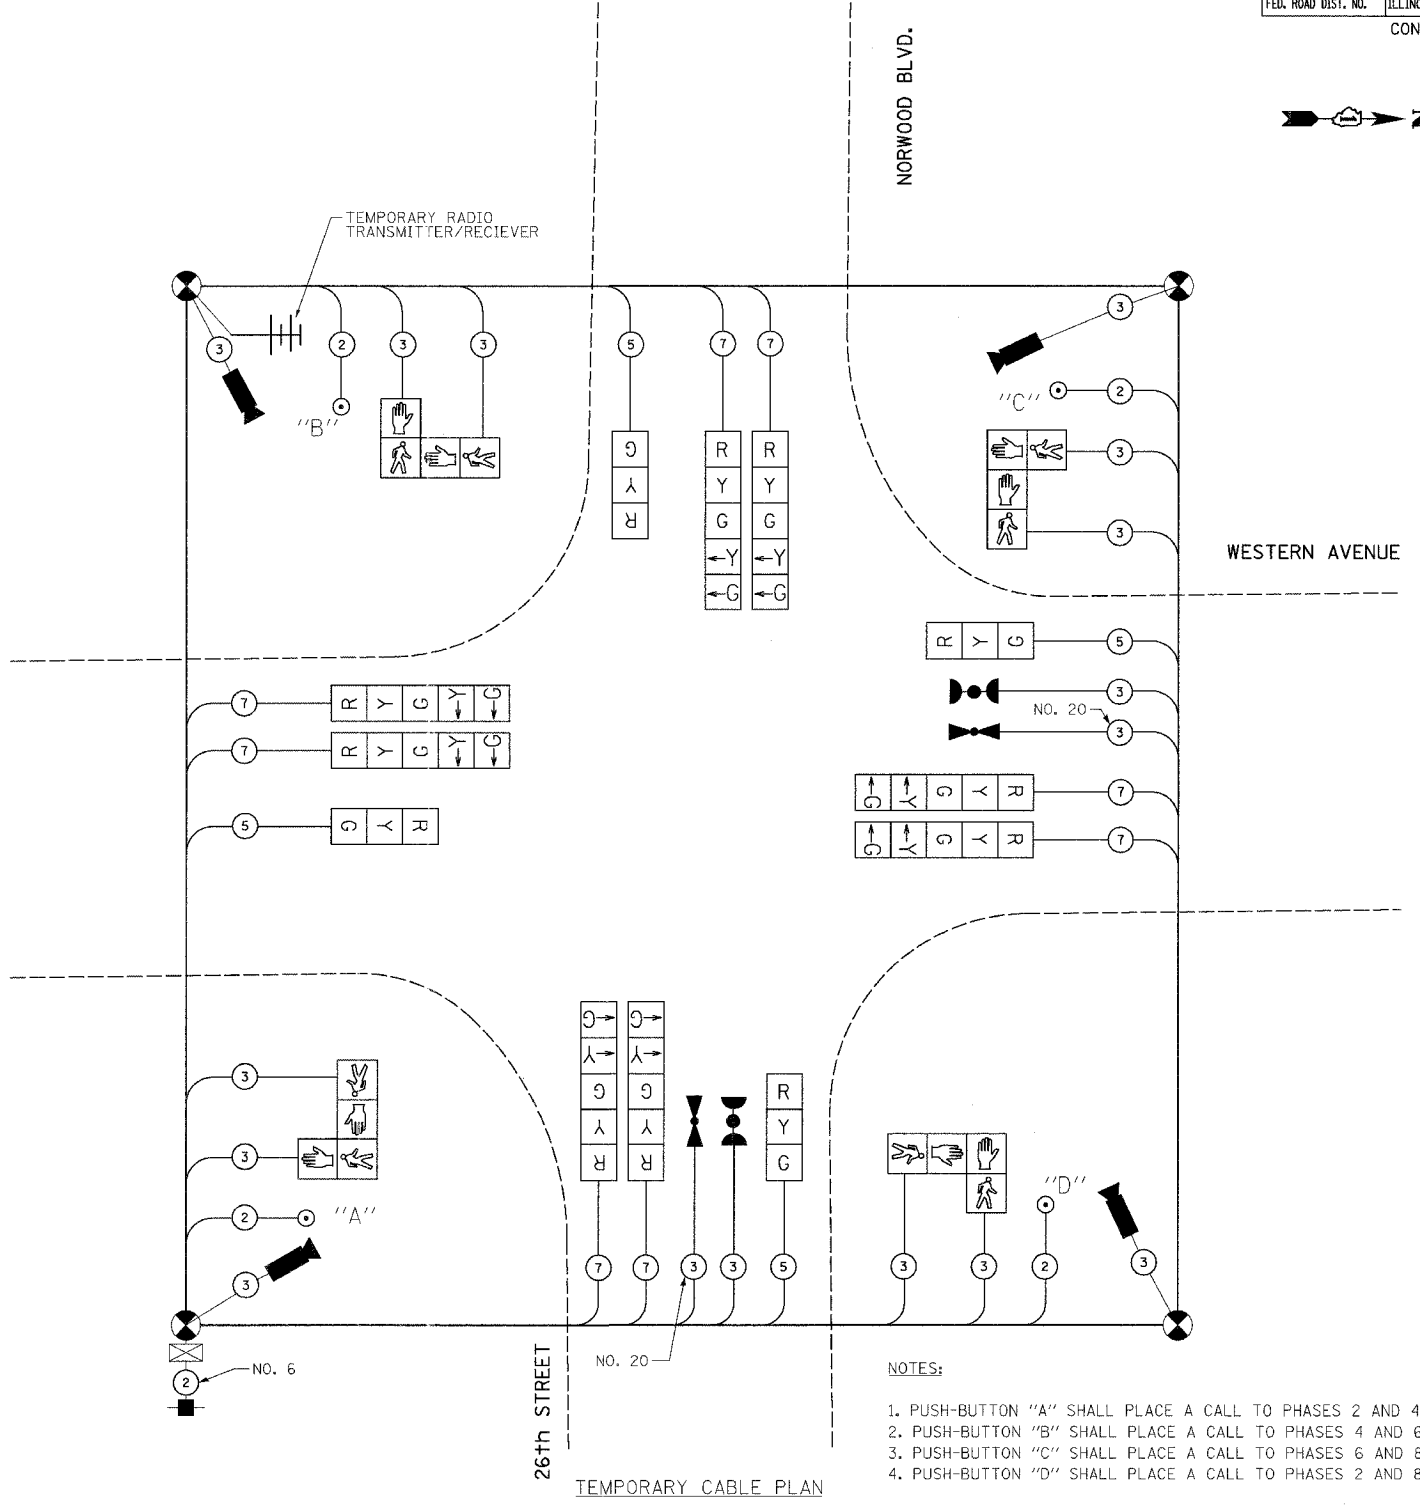 FED. ROAD DIST. NO.
CON
NORWOOD BLVD.
N
TEMPORARY RADIO
TRANSMITTER/RECIEVER
3
2
3
3
5
7
7
3
"B"
"C"
2
3
3
G
Y
R
R
Y
G
←Y
←G
R
Y
G
←Y
←G
WESTERN AVENUE
R Y G
5
3
NO. 20
3
7
R Y G ←Y ←G
7
R Y G ←Y ←G
5
G Y R
←G ←Y G Y R
7
←G ←Y G Y R
7
3
3
2
"A"
3
G→
Y→
G
Y
R
G→
Y→
G
Y
R
R
Y
G
"D"
7
7
3
3
5
3
3
2
3
NO. 6
2
NO. 20
26th STREET
NOTES:
1. PUSH-BUTTON "A" SHALL PLACE A CALL TO PHASES 2 AND 4
2. PUSH-BUTTON "B" SHALL PLACE A CALL TO PHASES 4 AND 6
3. PUSH-BUTTON "C" SHALL PLACE A CALL TO PHASES 6 AND 8
4. PUSH-BUTTON "D" SHALL PLACE A CALL TO PHASES 2 AND 8
TEMPORARY CABLE PLAN